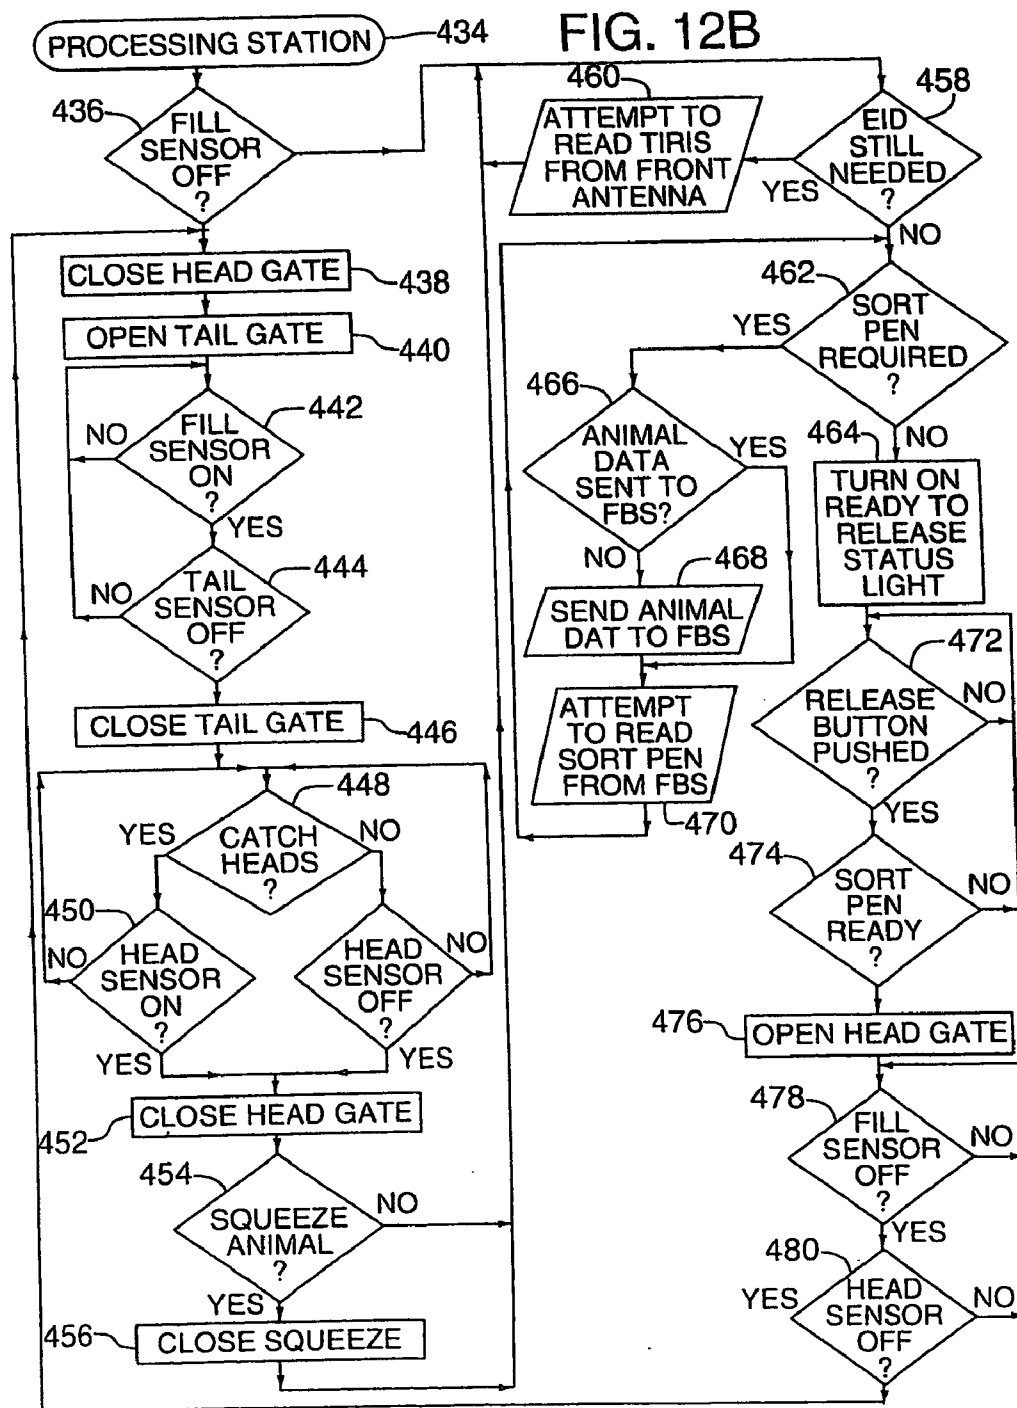 FIG. 12B
PROCESSING STATION
434
436
FILL
SENSOR
OFF
?
CLOSE HEAD GATE
438
OPEN TAIL GATE
440
442
FILL
SENSOR
ON
?
NO
YES
444
TAIL
SENSOR
OFF
?
NO
CLOSE TAIL GATE
446
448
CATCH
HEADS
?
YES
NO
450
HEAD
SENSOR
ON
?
NO
YES
HEAD
SENSOR
OFF
?
NO
YES
CLOSE HEAD GATE
452
454
SQUEEZE
ANIMAL
?
NO
YES
456
CLOSE SQUEEZE
458
EID
STILL
NEEDED
?
YES
NO
460
ATTEMPT TO
READ TIRIS
FROM FRONT
ANTENNA
462
SORT
PEN
REQUIRED
?
YES
NO
464
TURN ON
READY TO
RELEASE
STATUS
LIGHT
466
ANIMAL
DATA
SENT TO
FBS?
YES
NO
468
SEND ANIMAL
DAT TO FBS
ATTEMPT
TO READ
SORT PEN
FROM FBS
470
472
RELEASE
BUTTON
PUSHED
?
NO
YES
474
SORT
PEN
READY
?
NO
476
OPEN HEAD GATE
478
FILL
SENSOR
OFF
?
NO
YES
480
HEAD
SENSOR
OFF
?
YES
NO